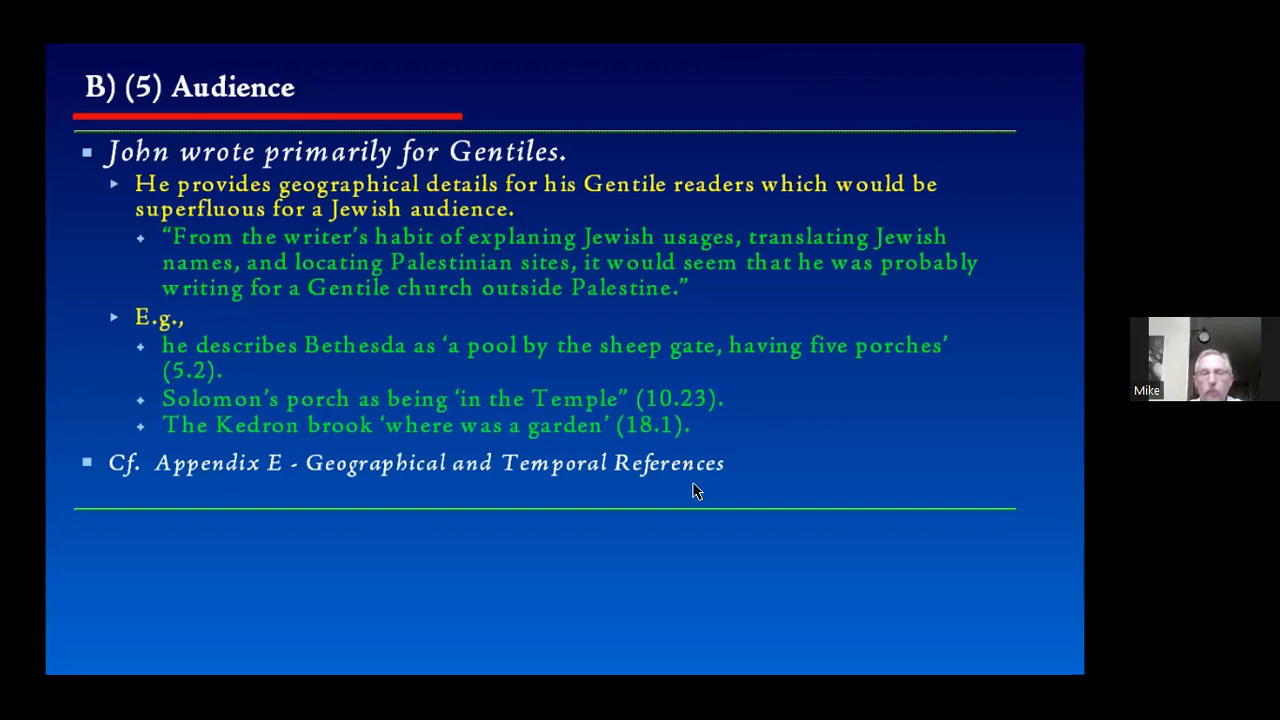 B) (5) Audience
John wrote primarily for Gentiles.
He provides geographical details for his Gentile readers which would be
superfluous for a Jewish audience.
“From the writer’s habit of explaning Jewish usages, translating Jewish
names, and locating Palestinian sites, it would seem that he was probably
writing for a Gentile church outside Palestine.”
E.g.,
he describes Bethesda as ‘a pool by the sheep gate, having five porches’
(5.2).
Solomon’s porch as being ‘in the Temple” (10.23).
The Kedron brook ‘where was a garden’ (18.1).
Cf. Appendix E - Geographical and Temporal References
Mike